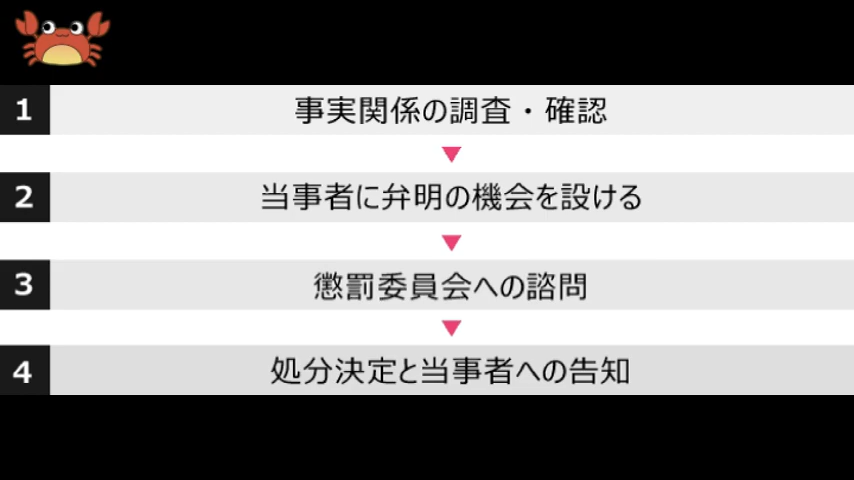 1 事実関係の調査・確認
2 当事者に弁明の機会を設ける
3 懲罰委員会への諮問
4 処分決定と当事者への告知